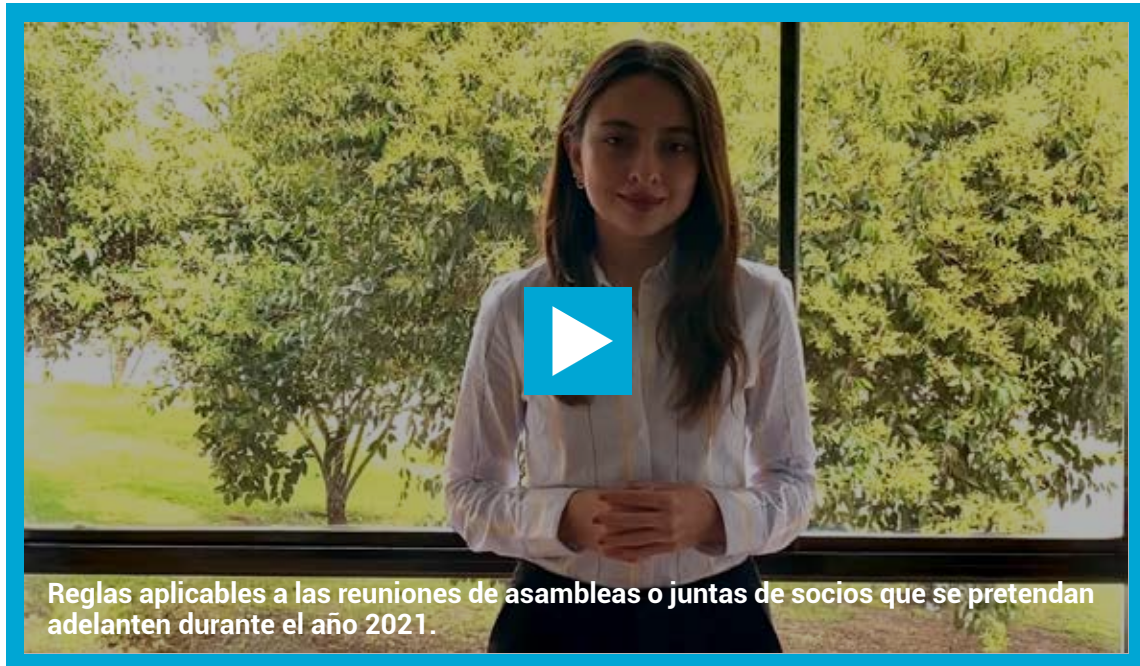 Reglas aplicables a las reuniones de asambleas o juntas de socios que se pretendan
adelanten durante el año 2021.